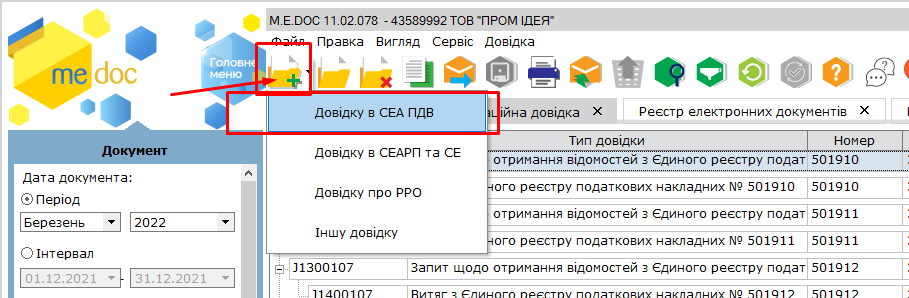 M.E.DOC 11.02.078 - 43589992 ТОВ "ПРОМ ІДЕЯ"
Файл Правка Вигляд Сервіс Довідка
me doc
Головне меню
Довідку в СЕА ПДВ
Довідку в СЕАРП та СЕ
Довідку про РРО
Іншу довідку
аційна довідка ✕ Реєстр електронних документів ✕
Документ
Дата документа:
Період
Березень 2022
Інтервал
01.12.2021 - 31.12.2021
Тип довідки Номер
щодо отримання відомостей з Єдиного реєстру подат 501910
Єдиного реєстру податкових накладних № 501910 501910
отримання відомостей з Єдиного реєстру подат 501911
Єдиного реєстру податкових накладних № 501911 501911
J1300107 Запит щодо отримання відомостей з Єдиного реєстру подат 501912
J1400107 Витяг з Єдиного реєстру податкових накладних № 501912 501912